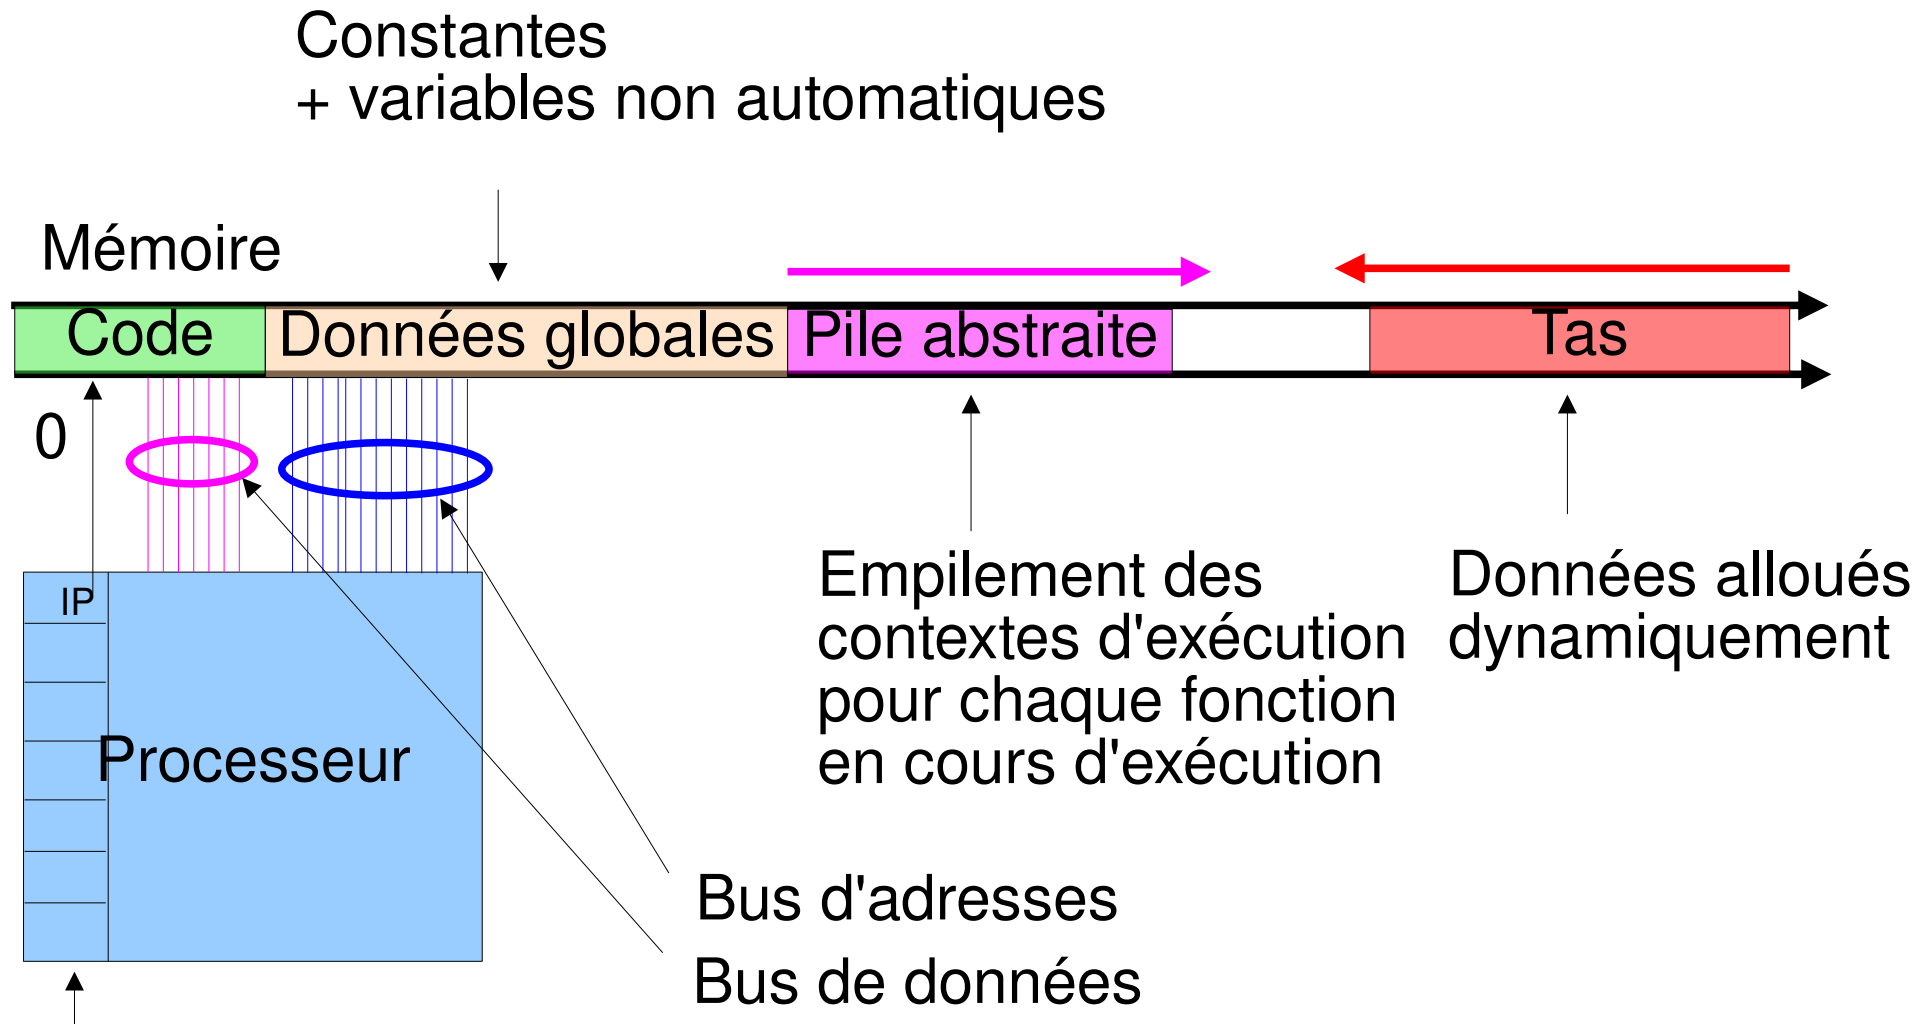 Constantes
+ variables non automatiques
Mémoire
Code
Données globales
Pile abstraite
Tas
0
IP
Processeur
Empilement des
contextes d'exécution
pour chaque fonction
en cours d'exécution
Données alloués
dynamiquement
Bus d'adresses
Bus de données